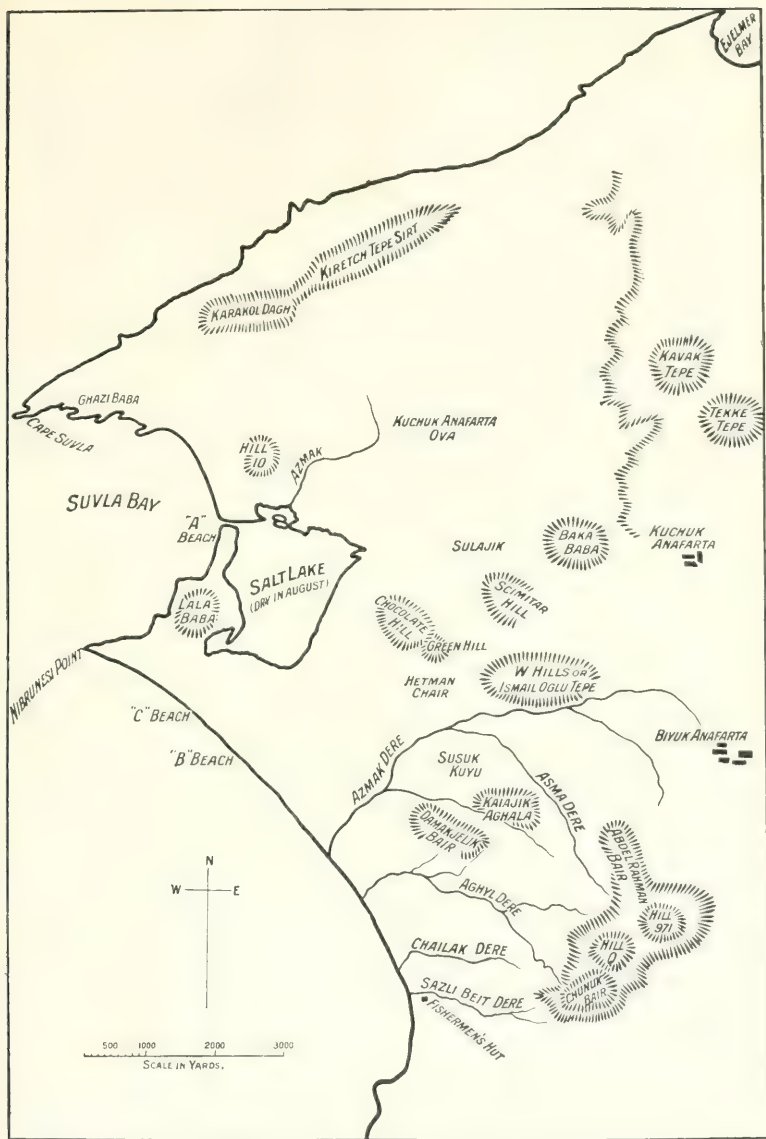 EJELMER
BAY
KIRETCH TEPE SIRT
KARAKOL DAGH
KAVAK
TEPE
TEKKE
TEPE
GHAZI BABA
CAPE SUVLA
KUCHUK ANAFARTA
OVA
HILL
10
AZMAK
SUVLA BAY
"A"
BEACH
SALT LAKE
(DRY IN AUGUST)
LALA
BABA
SULAJIK
BAKA
BABA
KUCHUK
ANAFARTA
SCIMITAR
HILL
CHOCOLATE
HILL
GREEN HILL
HETMAN
CHAIR
W HILLS OR
ISMAIL OGLU TEPE
NIBRUNESI POINT
"C" BEACH
"B" BEACH
BIYUK ANAFARTA
AZMAK DERE
SUSUK
KUYU
ASMA DERE
KAIAJIK
AGHALA
DAMAKJELIK
BAIR
ABDEL RAHMAN
BAIR
AGHYL DERE
HILL
971
HILL
Q
CHAILAK DERE
CHUNUK
BAIR
SAZLI BEIT DERE
FISHERMEN'S HUT
N
W E
500 1000 2000 3000
SCALE IN YARDS.